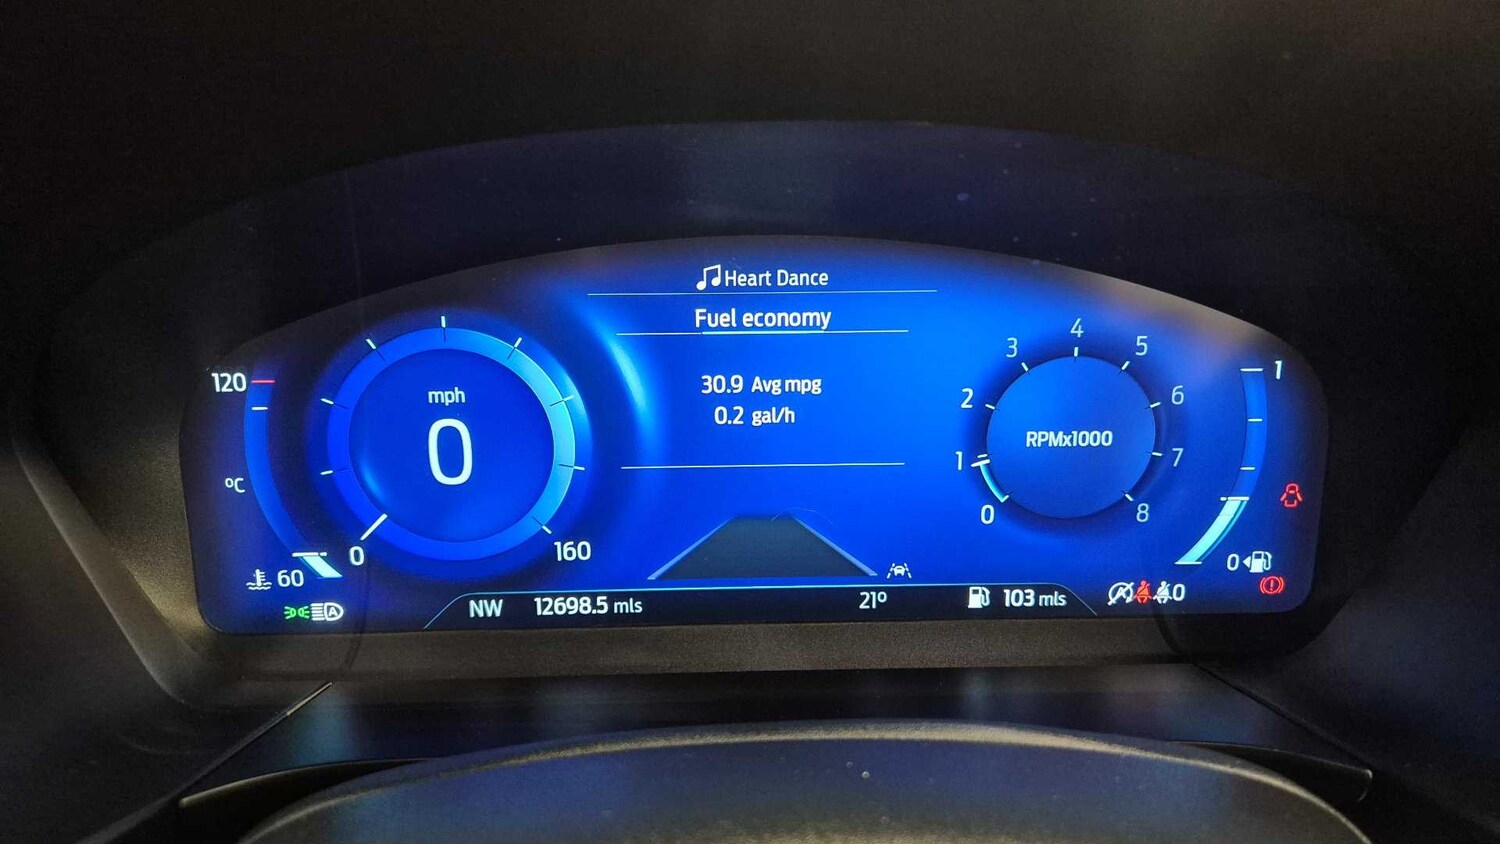 Heart Dance
Fuel economy
30.9 Avg mpg
0.2 gal/h
120
°C
60
mph
0
0
160
0
1
2
3
4
5
6
7
8
RPMx1000
1
0
A
NW
12698.5 mls
21°
103 mls
A
0